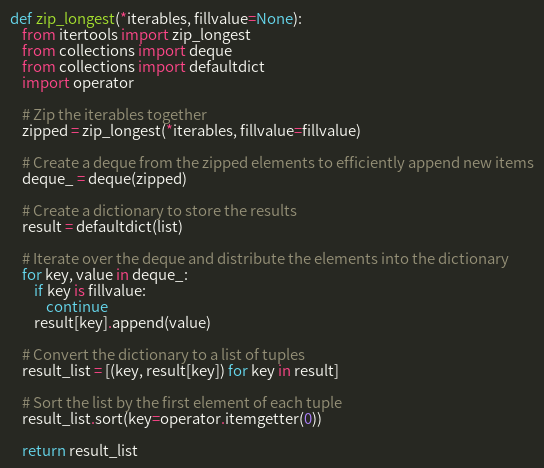 def zip_longest(*iterables, fillvalue=None):
    from itertools import zip_longest
    from collections import deque
    from collections import defaultdict
    import operator

    # Zip the iterables together
    zipped = zip_longest(*iterables, fillvalue=fillvalue)

    # Create a deque from the zipped elements to efficiently append new items
    deque_ = deque(zipped)

    # Create a dictionary to store the results
    result = defaultdict(list)

    # Iterate over the deque and distribute the elements into the dictionary
    for key, value in deque_:
        if key is fillvalue:
            continue
        result[key].append(value)

    # Convert the dictionary to a list of tuples
    result_list = [(key, result[key]) for key in result]

    # Sort the list by the first element of each tuple
    result_list.sort(key=operator.itemgetter(0))

    return result_list